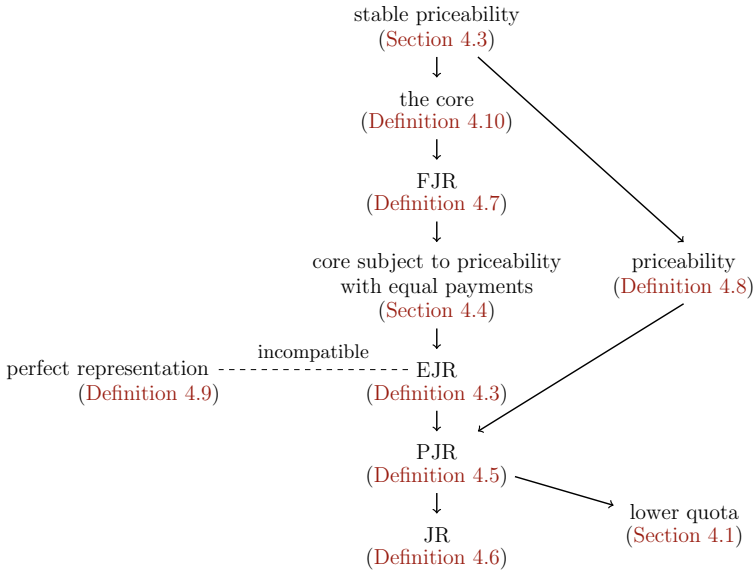 stable priceability
(Section 4.3)
the core
(Definition 4.10)
FJR
(Definition 4.7)
core subject to priceability
with equal payments
(Section 4.4)
priceability
(Definition 4.8)
perfect representation
(Definition 4.9)
incompatible
EJR
(Definition 4.3)
PJR
(Definition 4.5)
lower quota
(Section 4.1)
JR
(Definition 4.6)